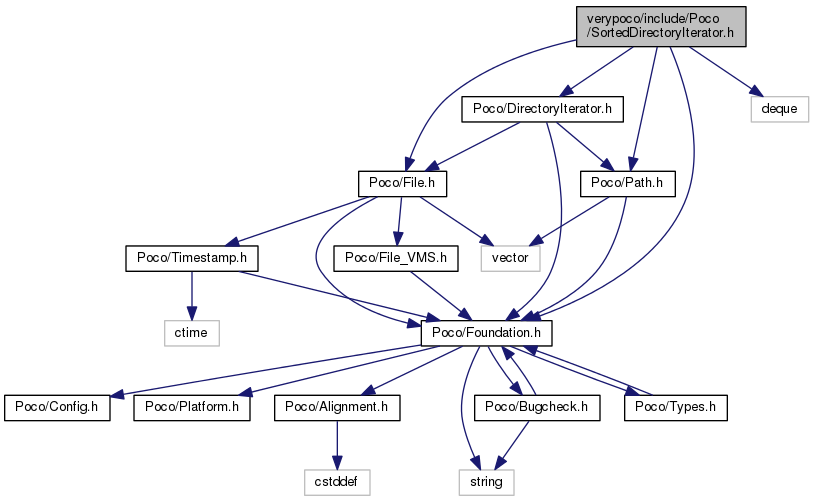 verypoco/include/Poco
/SortedDirectoryIterator.h
Poco/DirectoryIterator.h
deque
Poco/File.h
Poco/Path.h
Poco/Timestamp.h
Poco/File_VMS.h
vector
ctime
Poco/Foundation.h
Poco/Config.h
Poco/Platform.h
Poco/Alignment.h
Poco/Bugcheck.h
Poco/Types.h
cstddef
string